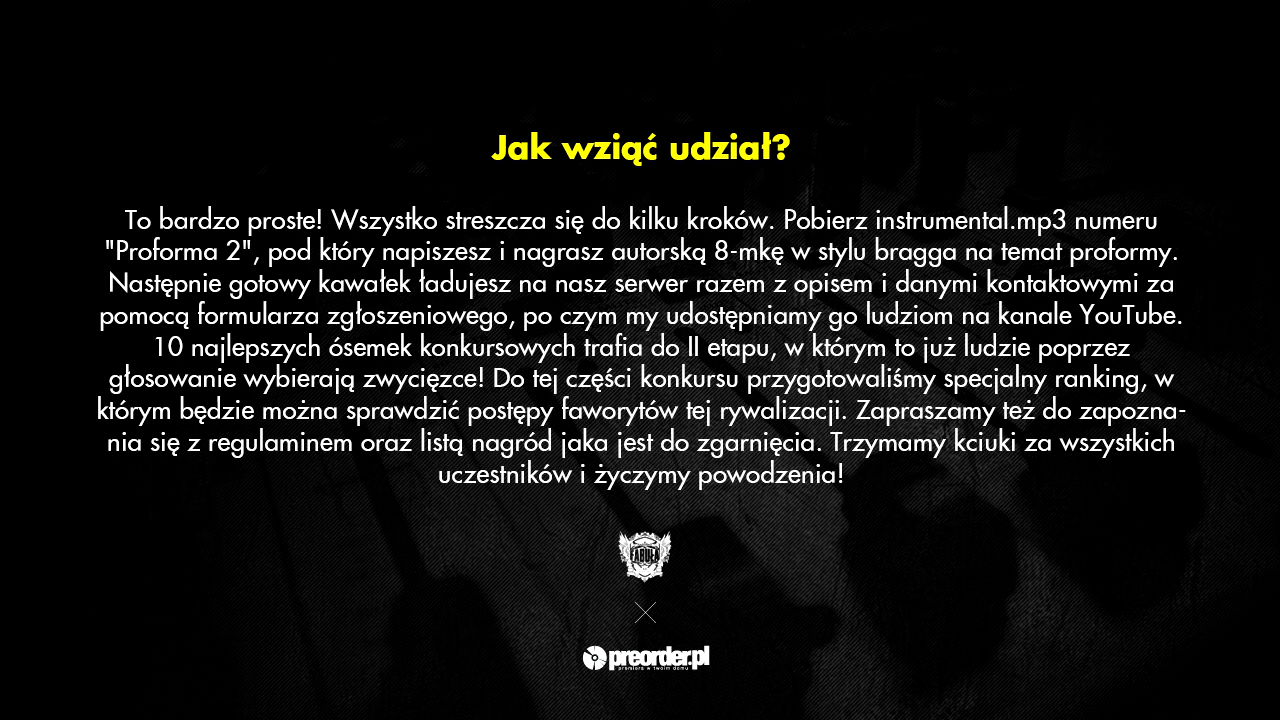 Jak wziąć udział?
To bardzo proste! Wszystko streszcza się do kilku kroków. Pobierz instrumental.mp3 numeru
"Proforma 2", pod który napiszesz i nagrasz autorską 8-mkę w stylu bragga na temat proformy.
Następnie gotowy kawałek ładujesz na nasz serwer razem z opisem i danymi kontaktowymi za
pomocą formularza zgłoszeniowego, po czym my udostępniamy go ludziom na kanale YouTube.
10 najlepszych ósemek konkursowych trafia do II etapu, w którym to już ludzie poprzez
głosowanie wybierają zwycięzce! Do tej części konkursu przygotowaliśmy specjalny ranking, w
którym będzie można sprawdzić postępy faworytów tej rywalizacji. Zapraszamy też do zapozna-
nia się z regulaminem oraz listą nagród jaka jest do zgarnięcia. Trzymamy kciuki za wszystkich
uczestników i życzymy powodzenia!
FABUŁA
preorder.pl
premiera w twoim domu